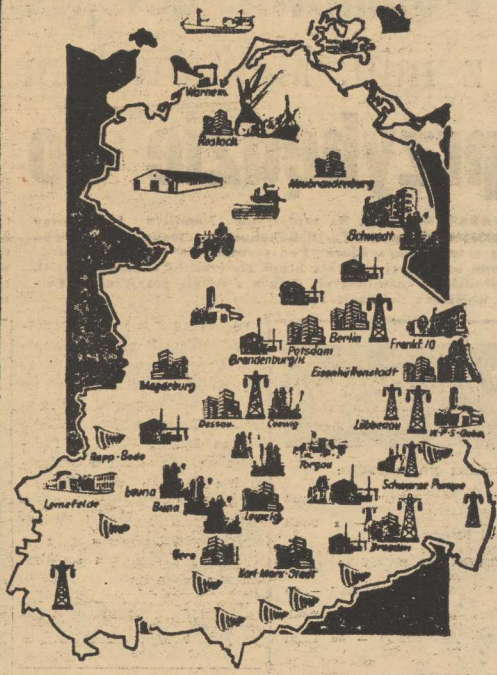 Warnem.
Rostock
Neubrandenburg
Schwedt
Berlin
Frankf./O
Potsdam
Brandenburg/H.
Eisenhüttenstadt
Magdeburg
Dessau
Coswig
Lübbenau
Rapp-Bode
Torgau
Leuna
Schwarze Pumpe
Leinefelde
Buna
Leipzig
Dresden
Gera
Karl-Marx-Stadt